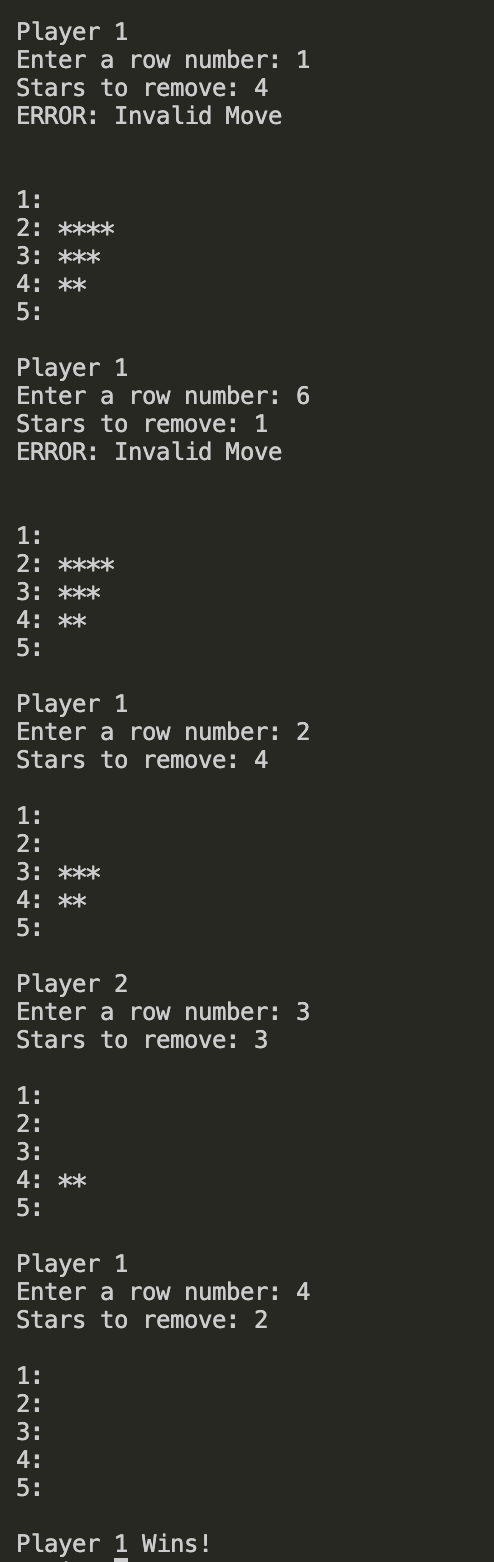 Player 1
Enter a row number: 1
Stars to remove: 4
ERROR: Invalid Move
1:
2: ****
3: ***
4: **
5:
Player 1
Enter a row number: 6
Stars to remove: 1
ERROR: Invalid Move
1:
2: ****
3: ***
4: **
5:
Player 1
Enter a row number: 2
Stars to remove: 4
1:
2:
3: ***
4: **
5:
Player 2
Enter a row number: 3
Stars to remove: 3
1:
2:
3:
4: **
5:
Player 1
Enter a row number: 4
Stars to remove: 2
1:
2:
3:
4:
5:
Player 1 Wins!